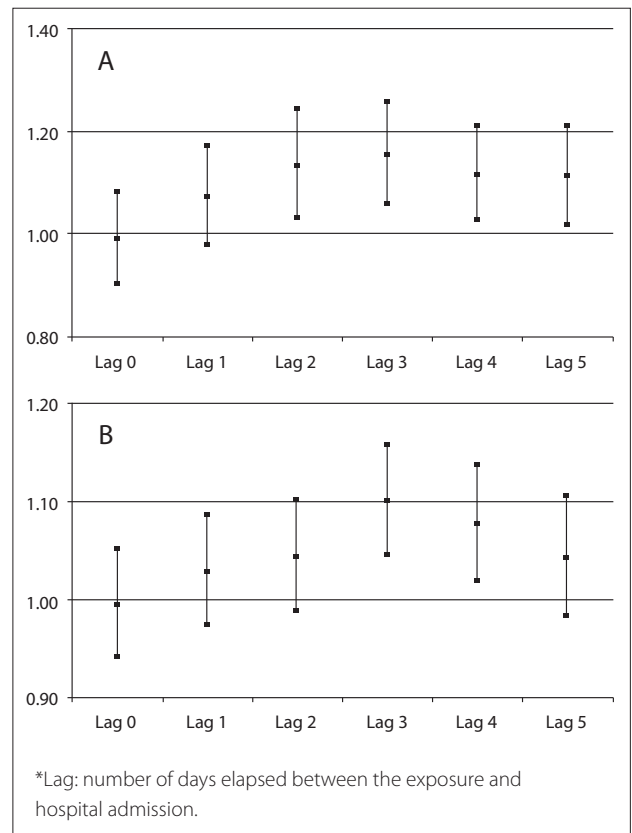 1.40
A
1.20
1.00
0.80
Lag 0 Lag 1 Lag 2 Lag 3 Lag 4 Lag 5
1.20
B
1.10
1.00
0.90
Lag 0 Lag 1 Lag 2 Lag 3 Lag 4 Lag 5
*Lag: number of days elapsed between the exposure and
hospital admission.